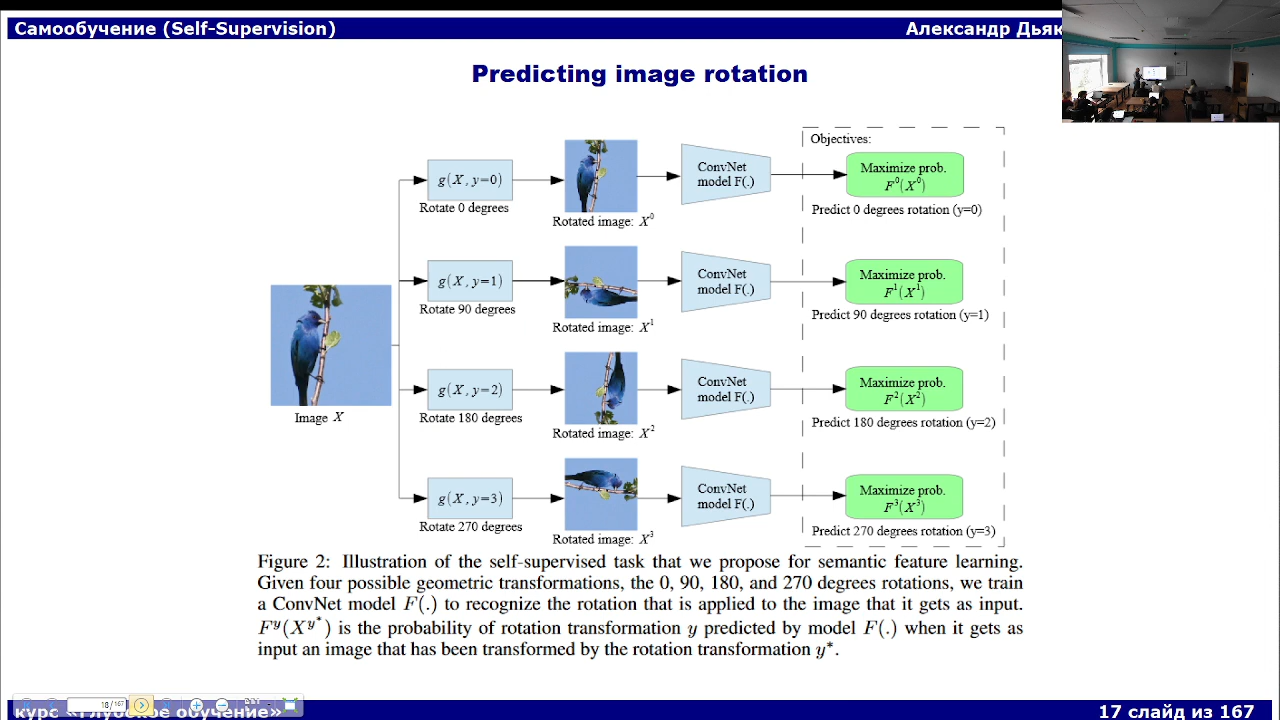 Самообучение (Self-Supervision)
Александр Дьяк
Predicting image rotation
Objectives:
g(X, y=0)
Rotate 0 degrees
Rotated image: X⁰
ConvNet
model F(.)
Maximize prob.
F⁰(X⁰)
Predict 0 degrees rotation (y=0)
g(X, y=1)
Rotate 90 degrees
Rotated image: X¹
ConvNet
model F(.)
Maximize prob.
F¹(X¹)
Predict 90 degrees rotation (y=1)
Image X
g(X, y=2)
Rotate 180 degrees
Rotated image: X²
ConvNet
model F(.)
Maximize prob.
F²(X²)
Predict 180 degrees rotation (y=2)
g(X, y=3)
Rotate 270 degrees
Rotated image: X³
ConvNet
model F(.)
Maximize prob.
F³(X³)
Predict 270 degrees rotation (y=3)
Figure 2: Illustration of the self-supervised task that we propose for semantic feature learning.
Given four possible geometric transformations, the 0, 90, 180, and 270 degrees rotations, we train
a ConvNet model F(.) to recognize the rotation that is applied to the image that it gets as input.
F^y(X^{y*}) is the probability of rotation transformation y predicted by model F(.) when it gets as
input an image that has been transformed by the rotation transformation y*.
18/167
курс «Глубокое обучение»
17 слайд из 167